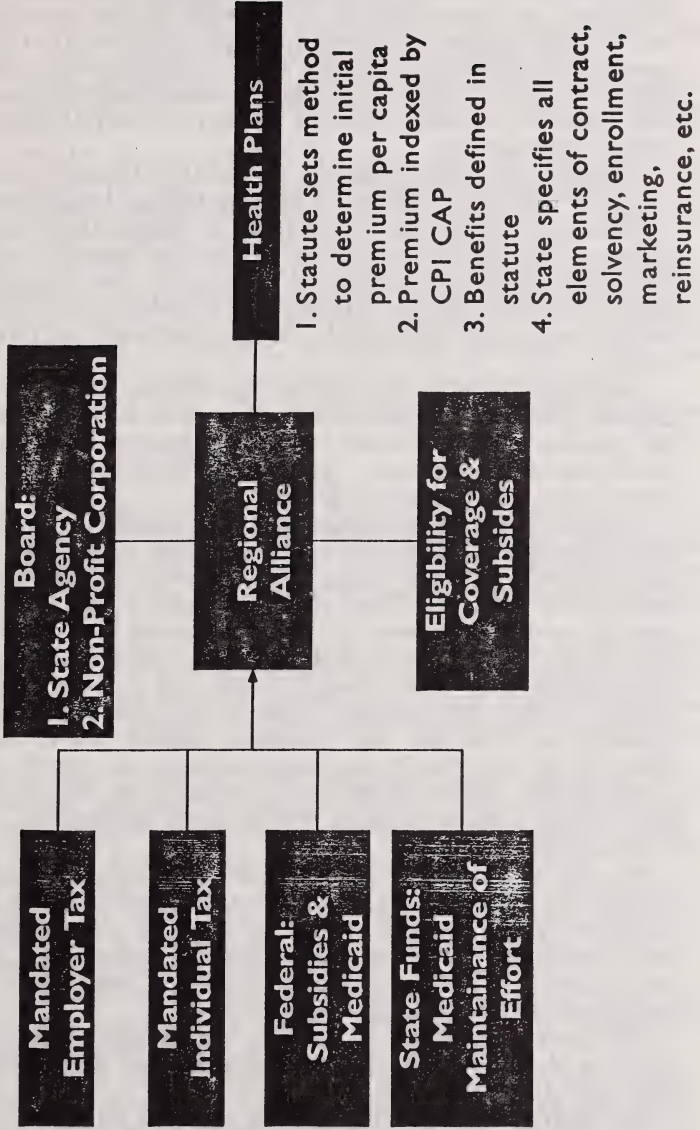 Mandated
Employer Tax
Mandated
Individual Tax
Federal:
Subsidies &
Medicaid
State Funds:
Medicaid
Maintainance of
Effort
Board:
1. State Agency
2. Non-Profit Corporation
Regional
Alliance
Eligibility for
Coverage &
Subsides
Health Plans
1. Statute sets method
to determine initial
premium per capita
2. Premium indexed by
CPI CAP
3. Benefits defined in
statute
4. State specifies all
elements of contract,
solvency, enrollment,
marketing,
reinsurance, etc.